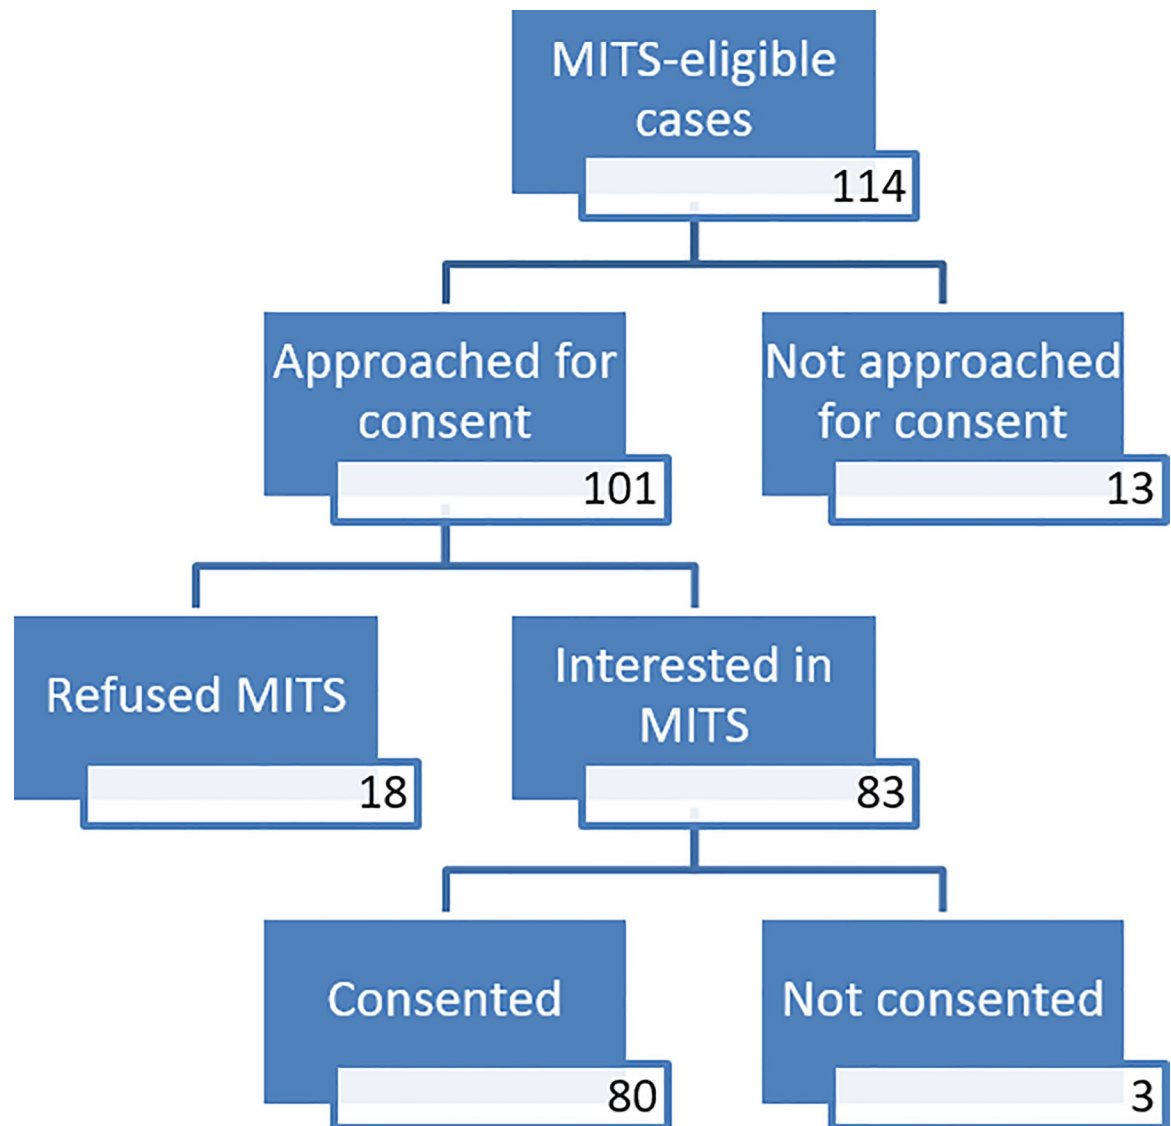 MITS-eligible
cases
114
Approached for
consent
101
Not approached
for consent
13
Refused MITS
18
Interested in
MITS
83
Consented
80
Not consented
3